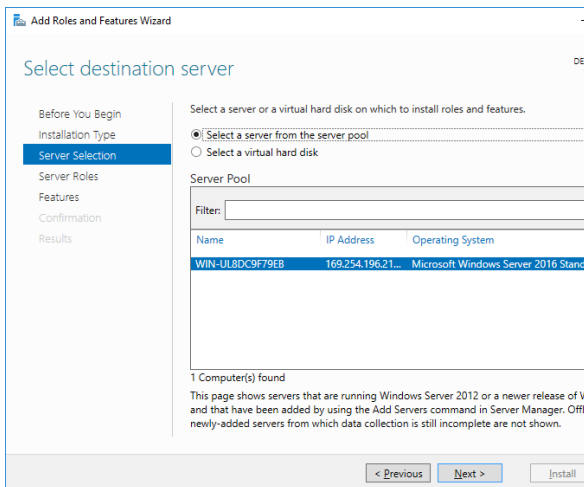 Add Roles and Features Wizard
Select destination server
DE
Before You Begin
Installation Type
Server Selection
Server Roles
Features
Confirmation
Results
Select a server or a virtual hard disk on which to install roles and features.
Select a server from the server pool
Select a virtual hard disk
Server Pool
Filter:
Name IP Address Operating System
WIN-UL8DC9F79EB 169.254.196.21... Microsoft Windows Server 2016 Stand
1 Computer(s) found
This page shows servers that are running Windows Server 2012 or a newer release of W
and that have been added by using the Add Servers command in Server Manager. Offl
newly-added servers from which data collection is still incomplete are not shown.
< Previous Next > Install